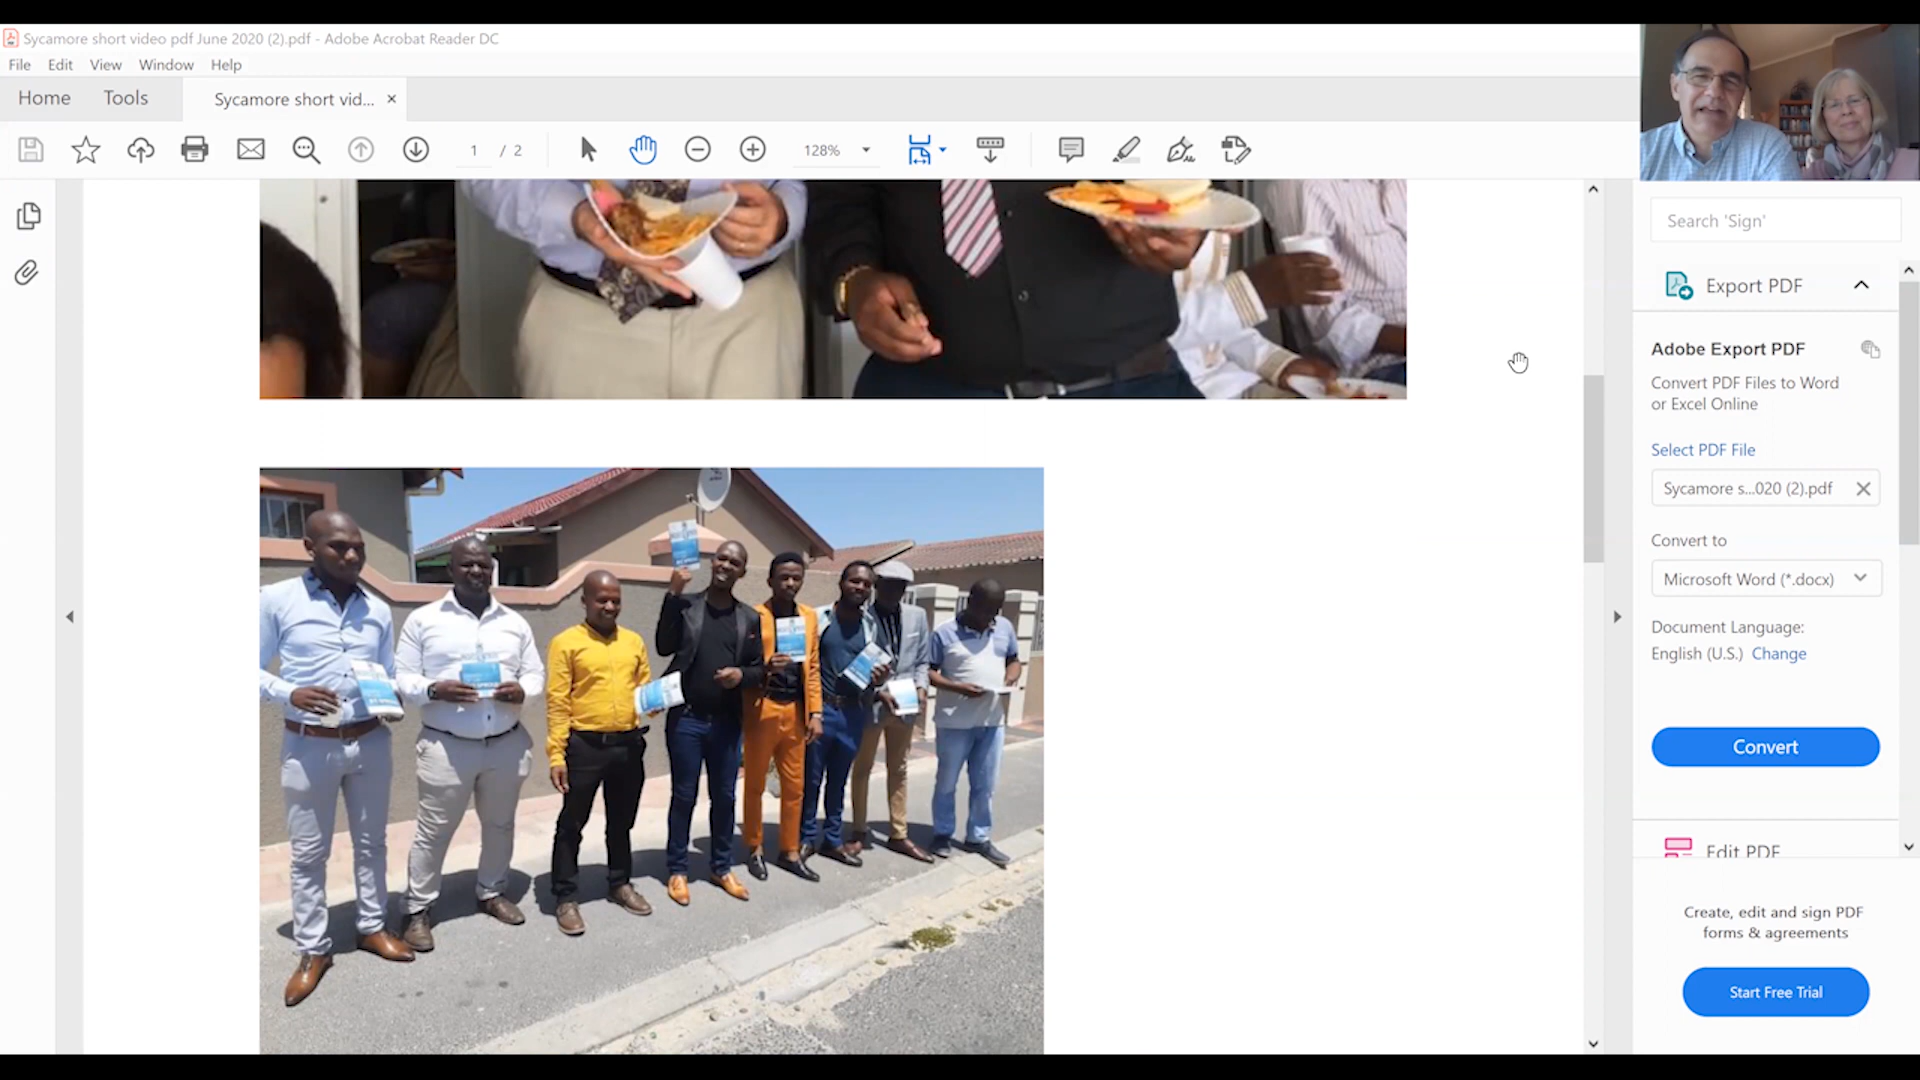 Sycamore short video pdf June 2020 (2).pdf - Adobe Acrobat Reader DC
File Edit View Window Help
Home Tools Sycamore short vid... ×
1 / 2 128%
Search 'Sign'
Export PDF
Adobe Export PDF
Convert PDF Files to Word
or Excel Online
Select PDF File
Sycamore s...020 (2).pdf
Convert to
Microsoft Word (*.docx)
Document Language:
English (U.S.) Change
Convert
Edit PDF
Create, edit and sign PDF
forms & agreements
Start Free Trial